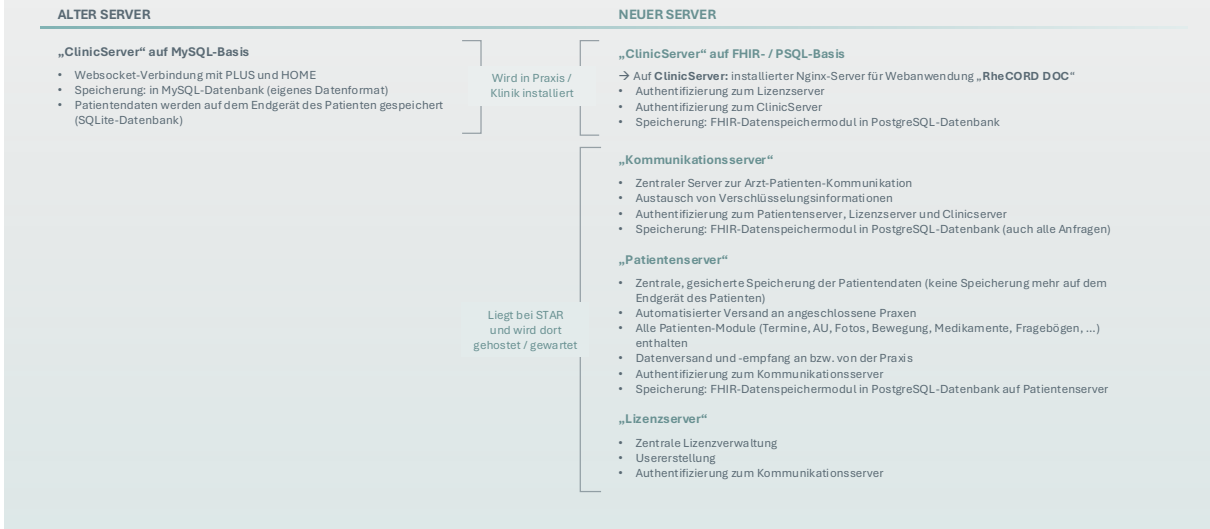 ALTER SERVER
NEUER SERVER
„ClinicServer“ auf MySQL-Basis
• Websocket-Verbindung mit PLUS und HOME
• Speicherung: in MySQL-Datenbank (eigenes Datenformat)
• Patientendaten werden auf dem Endgerät des Patienten gespeichert
(SQLite-Datenbank)
Wird in Praxis /
Klinik installiert
„ClinicServer“ auf FHIR- / PSQL-Basis
→ Auf ClinicServer: installierter Nginx-Server für Webanwendung „RheCORD DOC“
• Authentifizierung zum Lizenzserver
• Authentifizierung zum ClinicServer
• Speicherung: FHIR-Datenspeichermodul in PostgreSQL-Datenbank
Liegt bei STAR
und wird dort
gehostet / gewartet
„Kommunikationsserver“
• Zentraler Server zur Arzt-Patienten-Kommunikation
• Austausch von Verschlüsselungsinformationen
• Authentifizierung zum Patientenserver, Lizenzserver und Clinicserver
• Speicherung: FHIR-Datenspeichermodul in PostgreSQL-Datenbank (auch alle Anfragen)
„Patientenserver“
• Zentrale, gesicherte Speicherung der Patientendaten (keine Speicherung mehr auf dem
Endgerät des Patienten)
• Automatisierter Versand an angeschlossene Praxen
• Alle Patienten-Module (Termine, AU, Fotos, Bewegung, Medikamente, Fragebögen, …)
enthalten
• Datenversand und -empfang an bzw. von der Praxis
• Authentifizierung zum Kommunikationsserver
• Speicherung: FHIR-Datenspeichermodul in PostgreSQL-Datenbank auf Patientenserver
„Lizenzserver“
• Zentrale Lizenzverwaltung
• Usererstellung
• Authentifizierung zum Kommunikationsserver